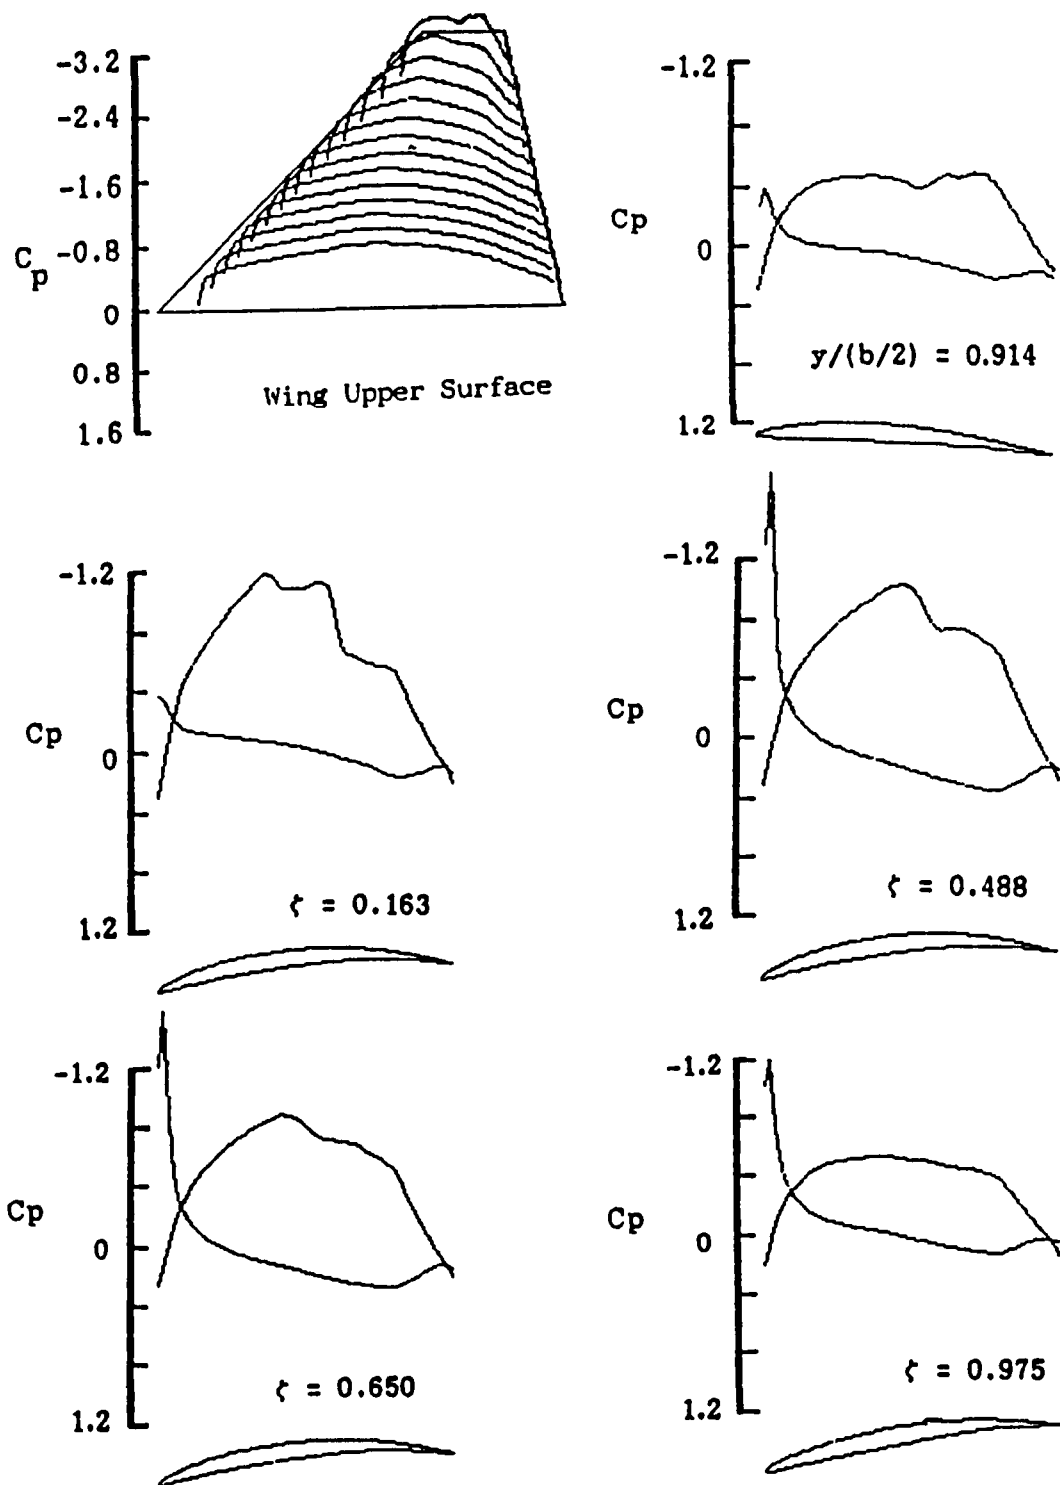 -3.2
-2.4
-1.6
Cp -0.8
0
0.8
1.6
Wing Upper Surface
-1.2
Cp
0
1.2
y/(b/2) = 0.914
-1.2
Cp
0
1.2
ζ = 0.163
-1.2
Cp
0
1.2
ζ = 0.488
-1.2
Cp
0
1.2
ζ = 0.650
-1.2
Cp
0
1.2
ζ = 0.975